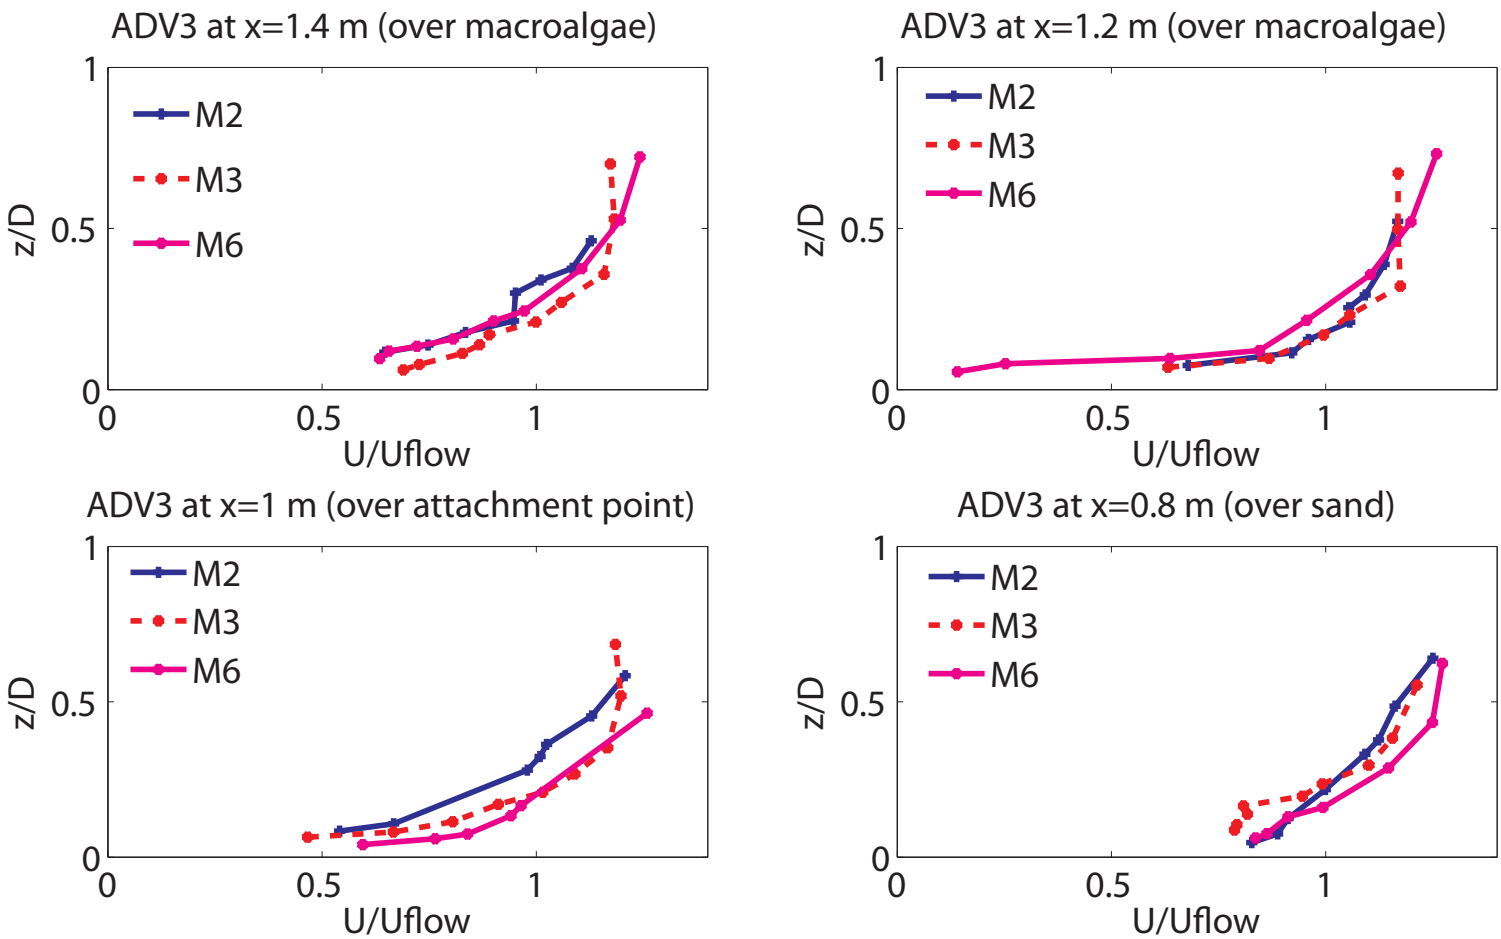 ADV3 at x=1.4 m (over macroalgae)
1
M2
M3
M6
0.5
z/D
0
0
0.5
1
U/Uflow
ADV3 at x=1.2 m (over macroalgae)
1
M2
M3
M6
0.5
z/D
0
0
0.5
1
U/Uflow
ADV3 at x=1 m (over attachment point)
1
M2
M3
M6
0.5
z/D
0
0
0.5
1
U/Uflow
ADV3 at x=0.8 m (over sand)
1
M2
M3
M6
0.5
z/D
0
0
0.5
1
U/Uflow